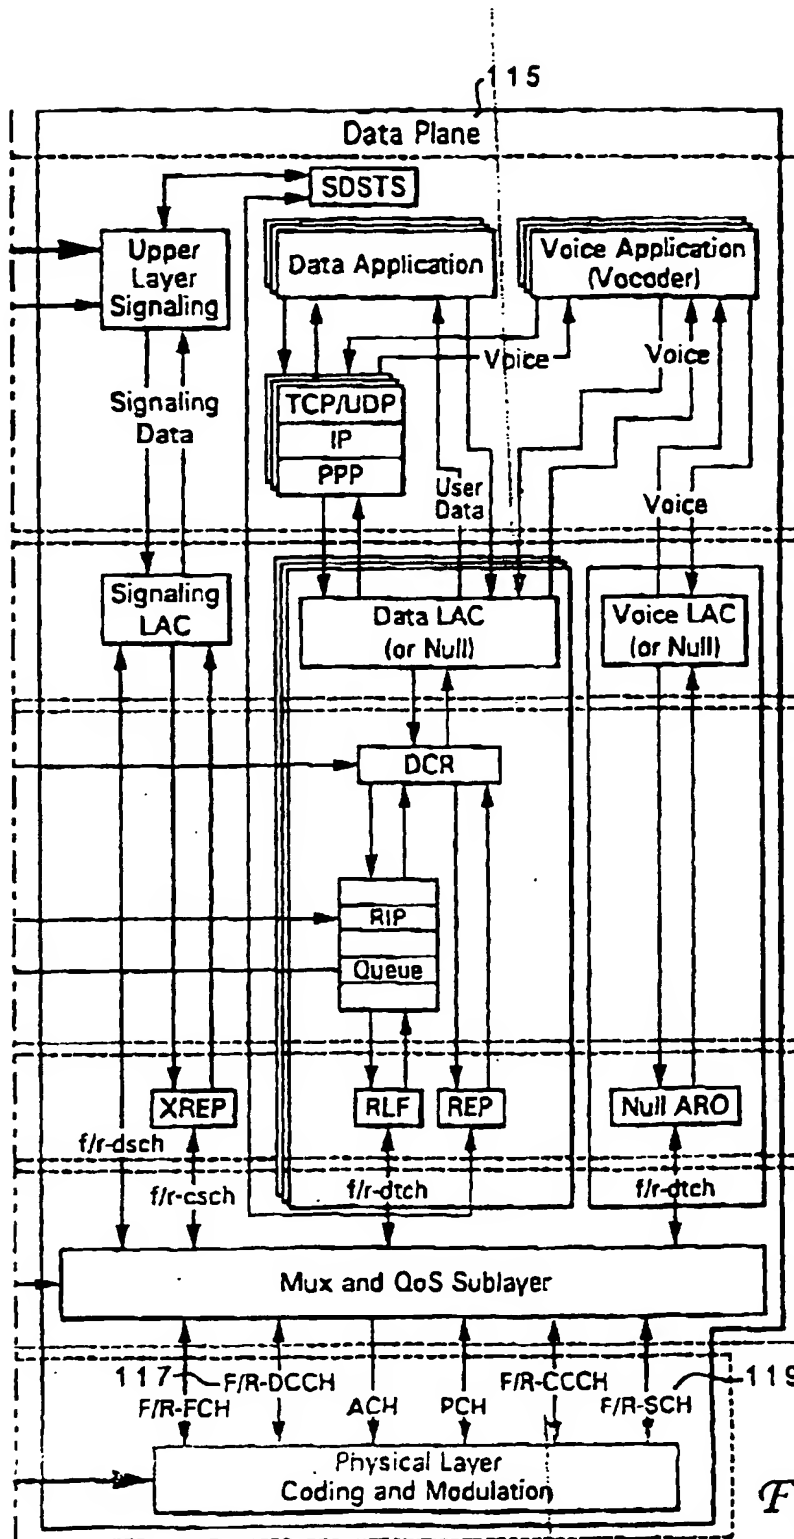 115
Data Plane
SDSTS
Upper
Layer
Signaling
Data Application
Voice Application
(Vocoder)
Voice
Voice
Signaling
Data
TCP/UDP
IP
PPP
User
Data
Voice
Signaling
LAC
Data LAC
(or Null)
Voice LAC
(or Null)
DCR
RIP
Queue
XREP
RLF
REP
Null ARO
f/r-dsch
f/r-csch
f/r-dtch
f/r-dtch
Mux and QoS Sublayer
117
F/R-FCH
F/R-DCCH
ACH
PCH
F/R-CCCH
F/R-SCH
119
Physical Layer
Coding and Modulation
F